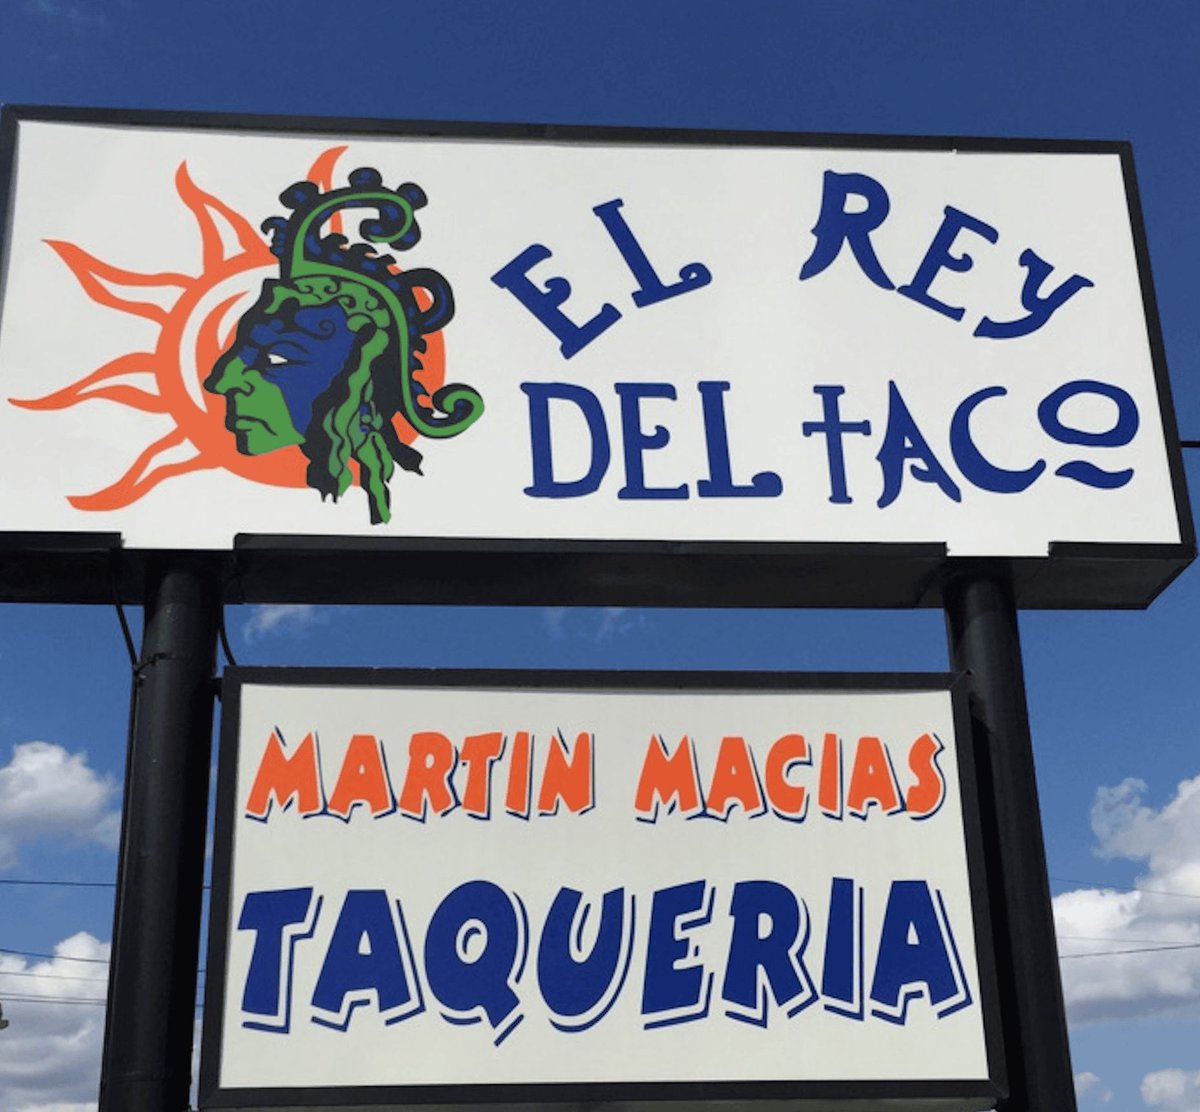 EL REY
DEL TACO
MARTIN MACIAS
TAQUERIA